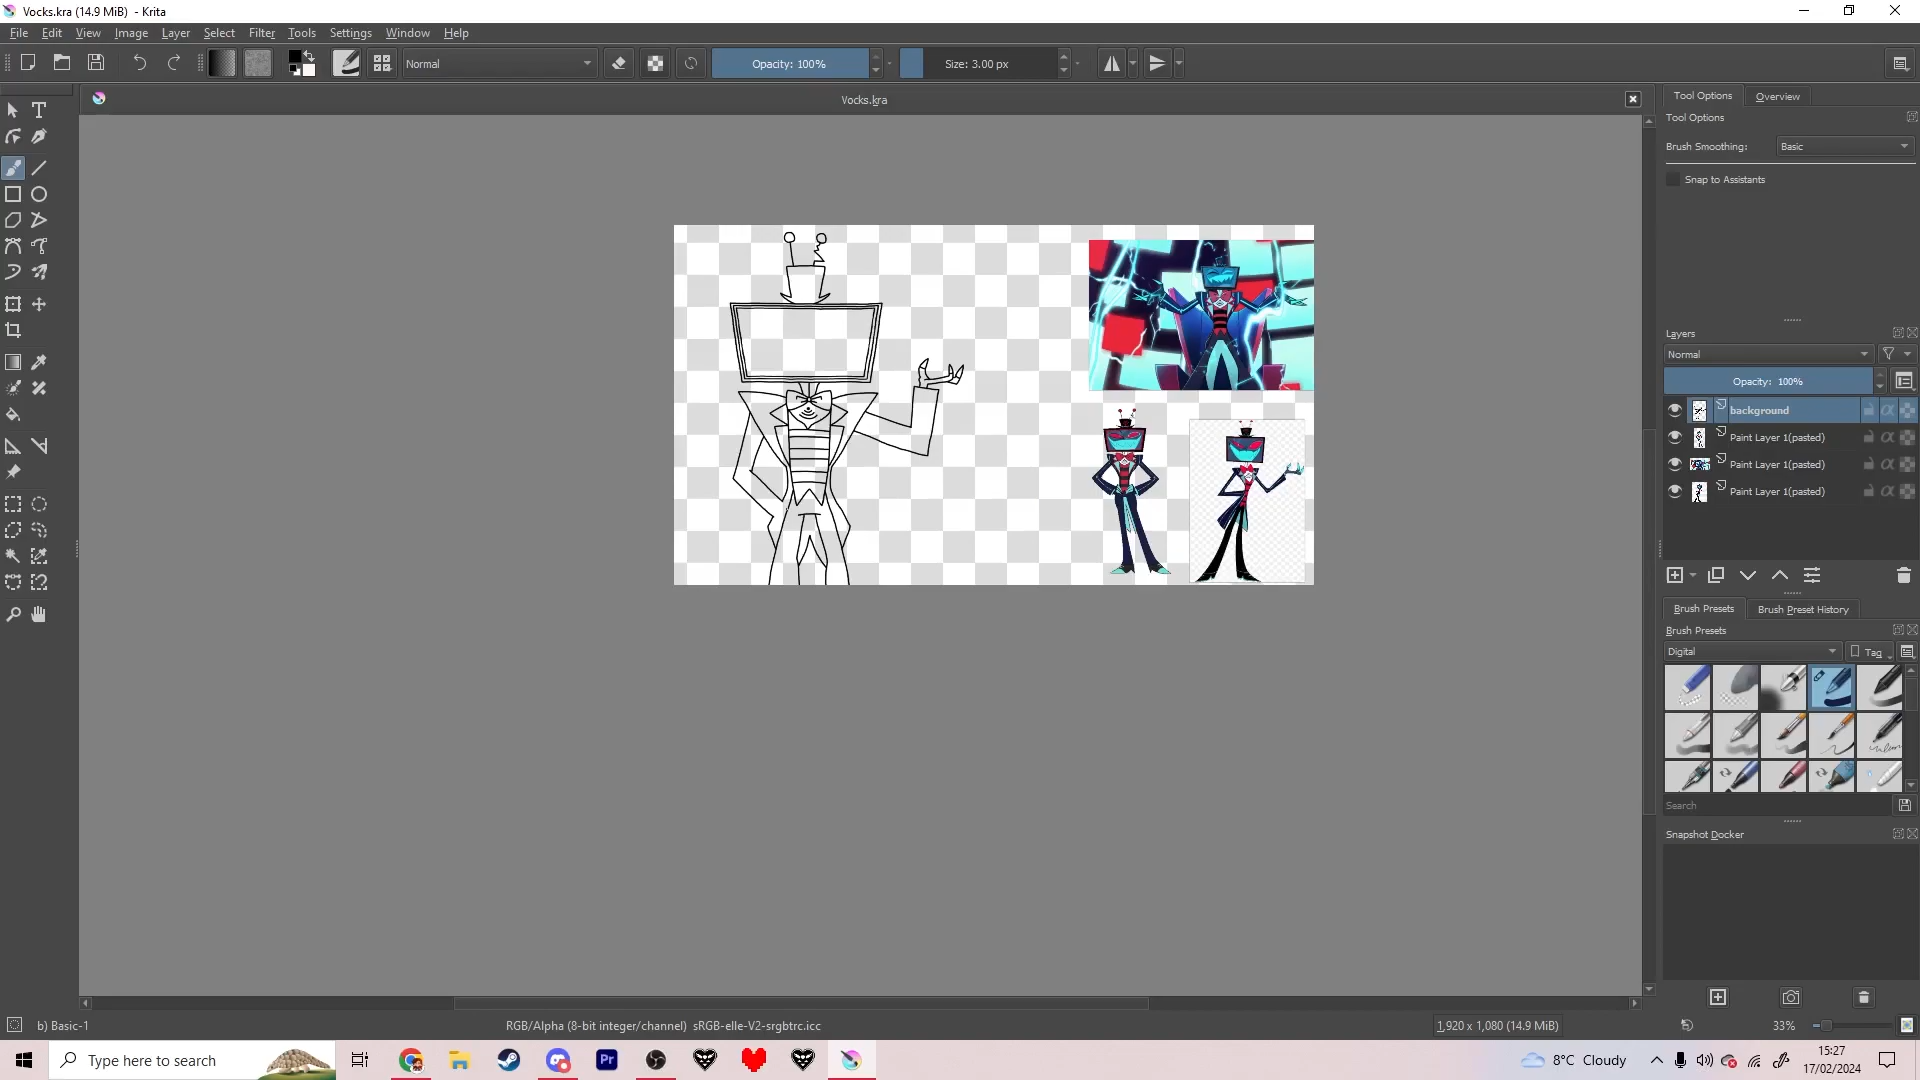 Vocks.kra (14.9 MiB)  - Krita
File Edit View Image Layer Select Filter Tools Settings Window Help
Normal
Opacity: 100%
Size: 3.00 px
Vocks.kra
Tool Options
Overview
Tool Options
Brush Smoothing:
Basic
Snap to Assistants
Layers
Normal
Opacity: 100%
background
Paint Layer 1(pasted)
Paint Layer 1(pasted)
Paint Layer 1(pasted)
Brush Presets
Brush Preset History
Brush Presets
Digital
Tag
Search
Snapshot Docker
b) Basic-1
RGB/Alpha (8-bit integer/channel)  sRGB-elle-V2-srgbtrc.icc
1,920 x 1,080 (14.9 MiB)
33%
Type here to search
Pr
8°C Cloudy
15:27
17/02/2024